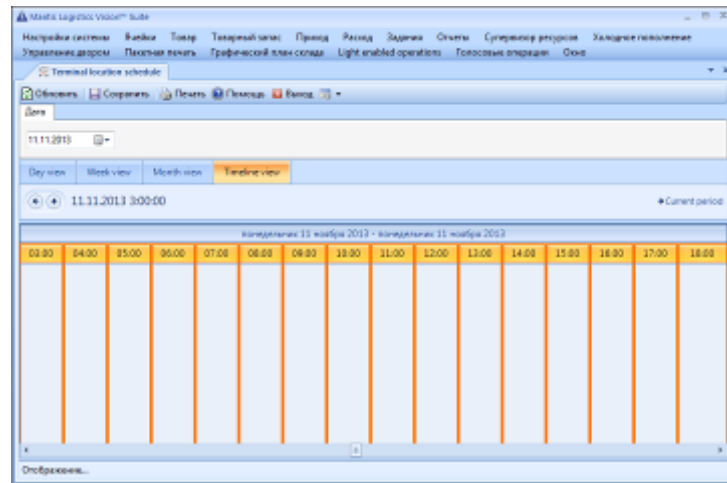 Mantis Logistics Vision™ Suite
Настройки системы Ячейки Товар Товарный запас Приход Расход Задания Отчеты Супервизор ресурсов Холодное пополнение
Управление двором Пакетная печать Графический план склада Light enabled operations Голосовые операции Окно
Terminal location schedule
Обновить Сохранить Печать Помощь Выход
Дата
11.11.2013
Day view Week view Month view Timeline view
11.11.2013 3:00:00 Current period
понедельник 11 ноября 2013 - понедельник 11 ноября 2013
03:00 04:00 05:00 06:00 07:00 08:00 09:00 10:00 11:00 12:00 13:00 14:00 15:00 16:00 17:00 18:00
Отображение...